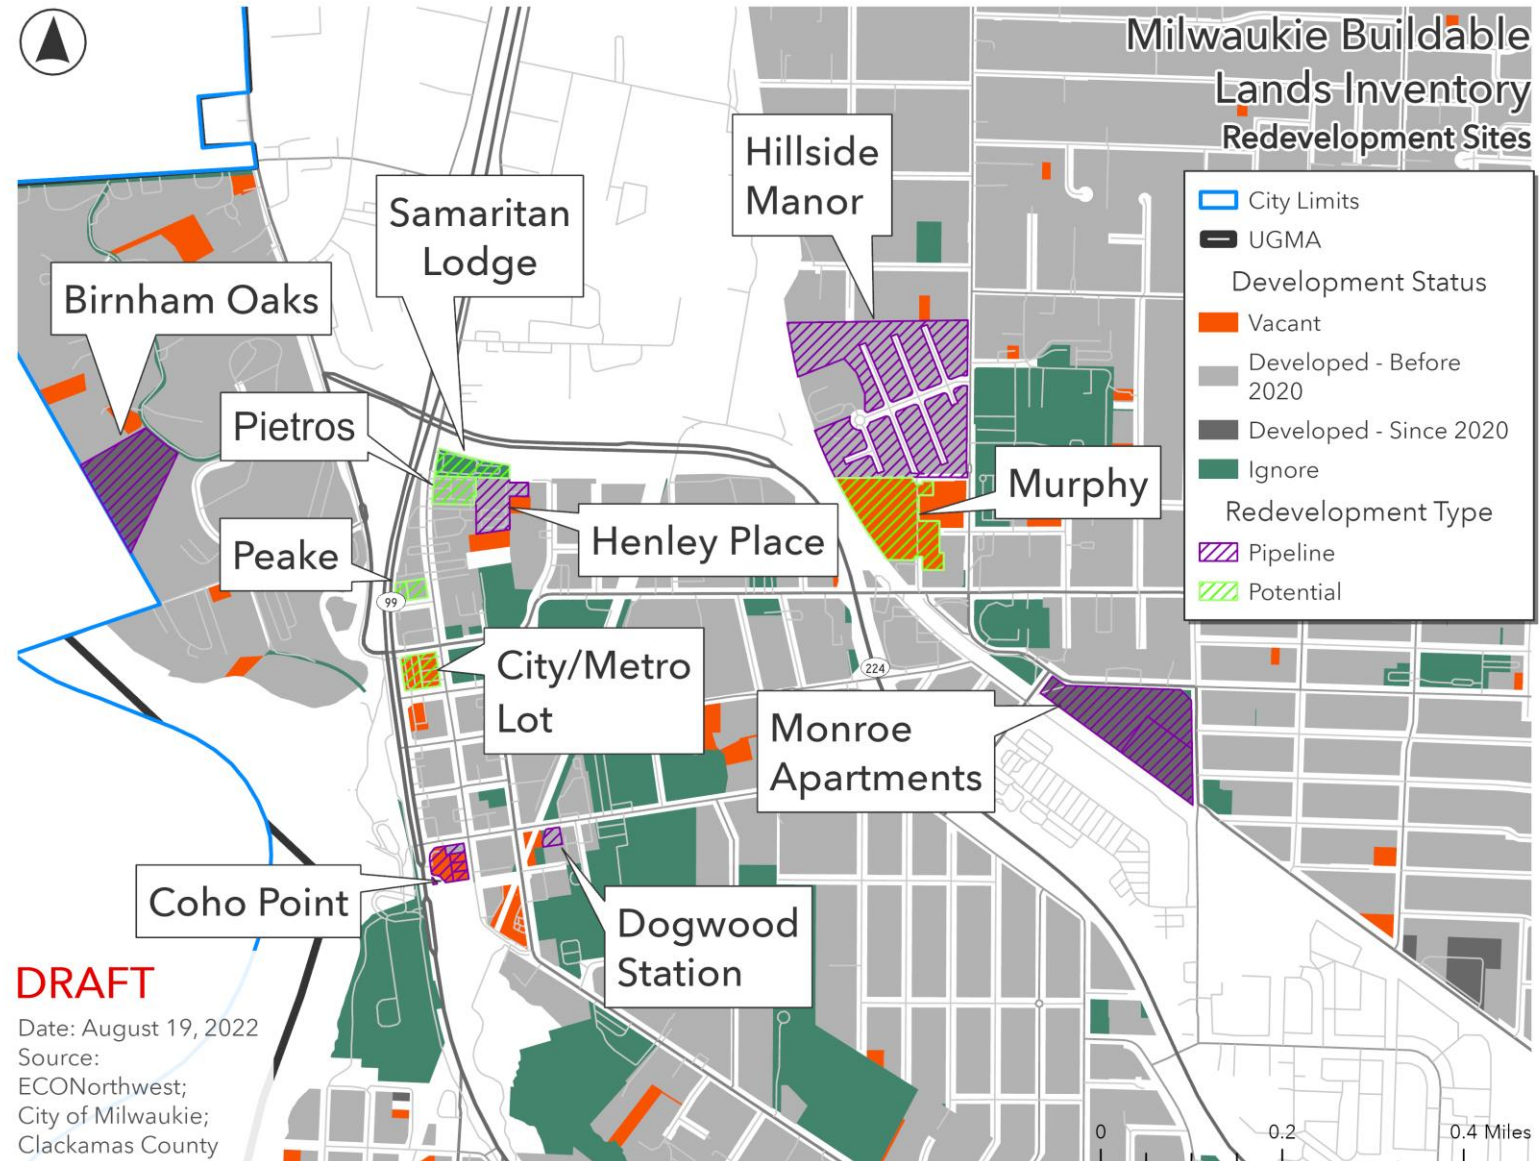 Milwaukie Buildable
Lands Inventory
Redevelopment Sites
Hillside
Manor
Samaritan
Lodge
City Limits
UGMA
Development Status
Vacant
Developed - Before
2020
Developed - Since 2020
Ignore
Redevelopment Type
Pipeline
Potential
Birnham Oaks
Pietros
Murphy
Henley Place
Peake
99
City/Metro
Lot
224
Monroe
Apartments
Coho Point
Dogwood
Station
DRAFT
Date: August 19, 2022
Source:
ECONorthwest;
City of Milwaukie;
Clackamas County
0 0.2 0.4 Miles